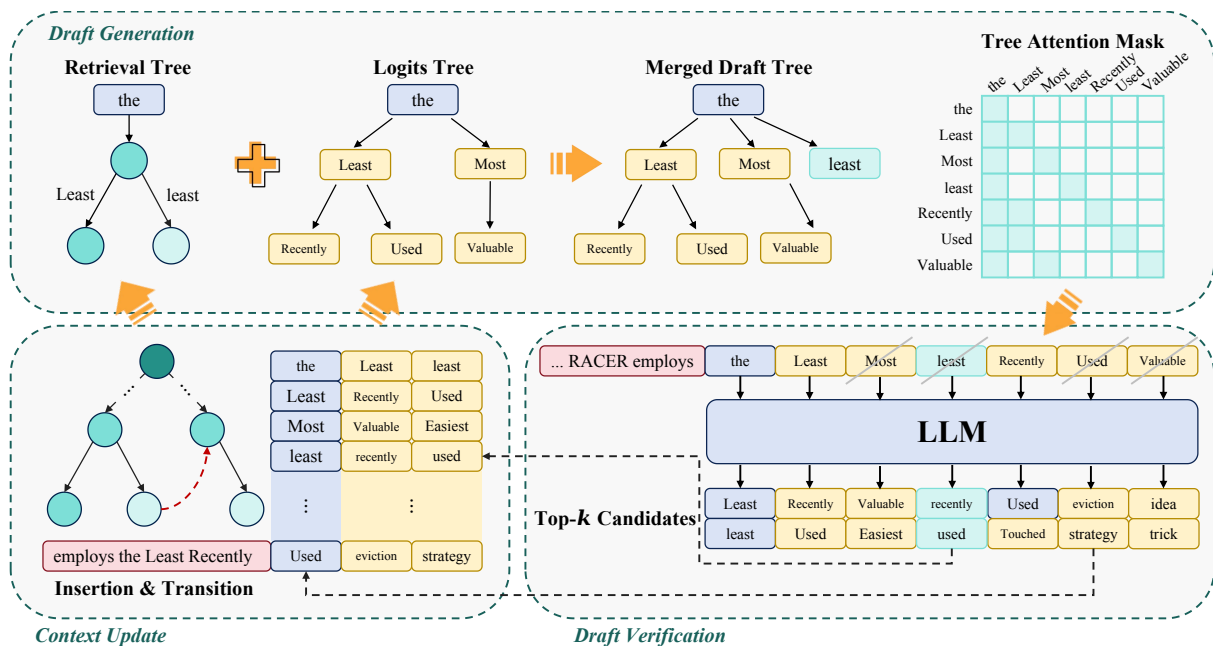 Draft Generation
Retrieval Tree
Logits Tree
Merged Draft Tree
Tree Attention Mask
the
Least
least
the
Least
Most
Recently
Used
Valuable
the
Least
Most
least
Recently
Used
Valuable
the Least Most least Recently Used Valuable
the
Least
Most
least
Recently
Used
Valuable
the Least least
Least Recently Used
Most Valuable Easiest
least recently used
⋮ ⋮
employs the Least Recently Used eviction strategy
Insertion & Transition
Context Update
... RACER employs the Least Most least Recently Used Valuable
LLM
Top-k Candidates
Least Recently Valuable recently Used eviction idea
least Used Easiest used Touched strategy trick
Draft Verification